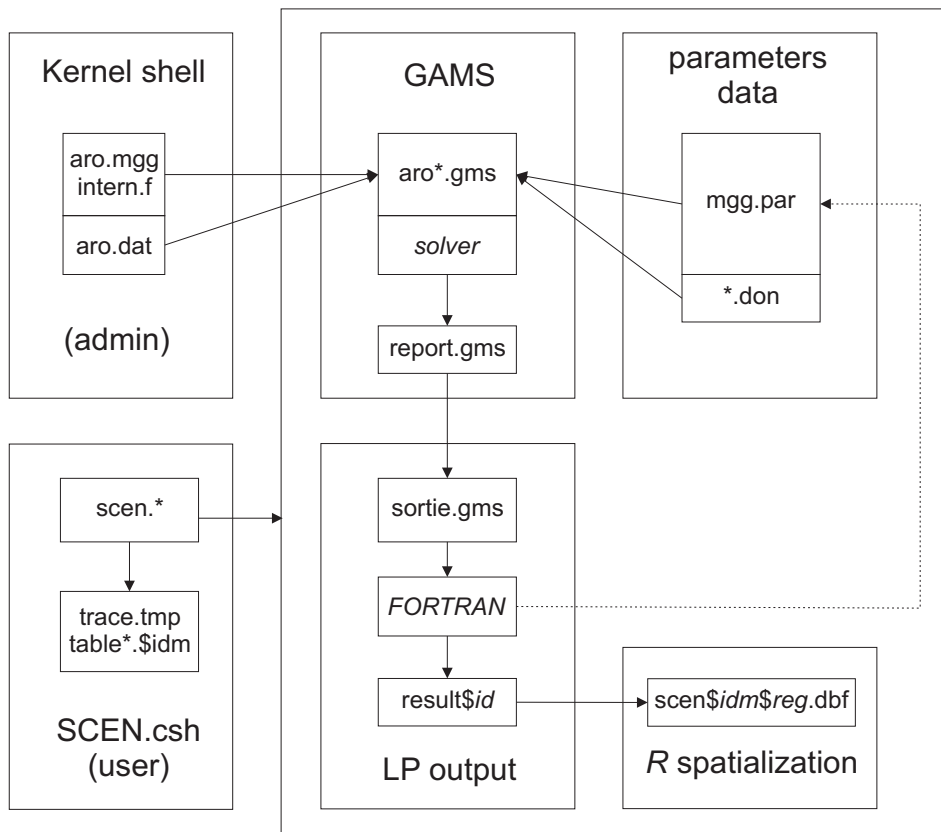 Kernel shell
aro.mgg
intern.f
aro.dat
(admin)
GAMS
aro*.gms
solver
report.gms
parameters
data
mgg.par
*.don
scen.*
trace.tmp
table*.$idm
SCEN.csh
(user)
sortie.gms
FORTRAN
result$id
LP output
scen$idm$reg.dbf
R spatialization